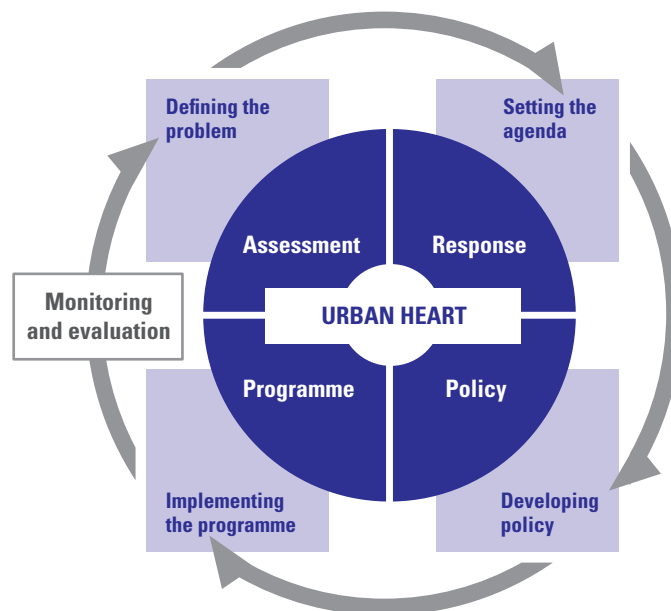 Defining the
problem
Setting the
agenda
Assessment
Response
Monitoring
and evaluation
URBAN HEART
Programme
Policy
Implementing
the programme
Developing
policy